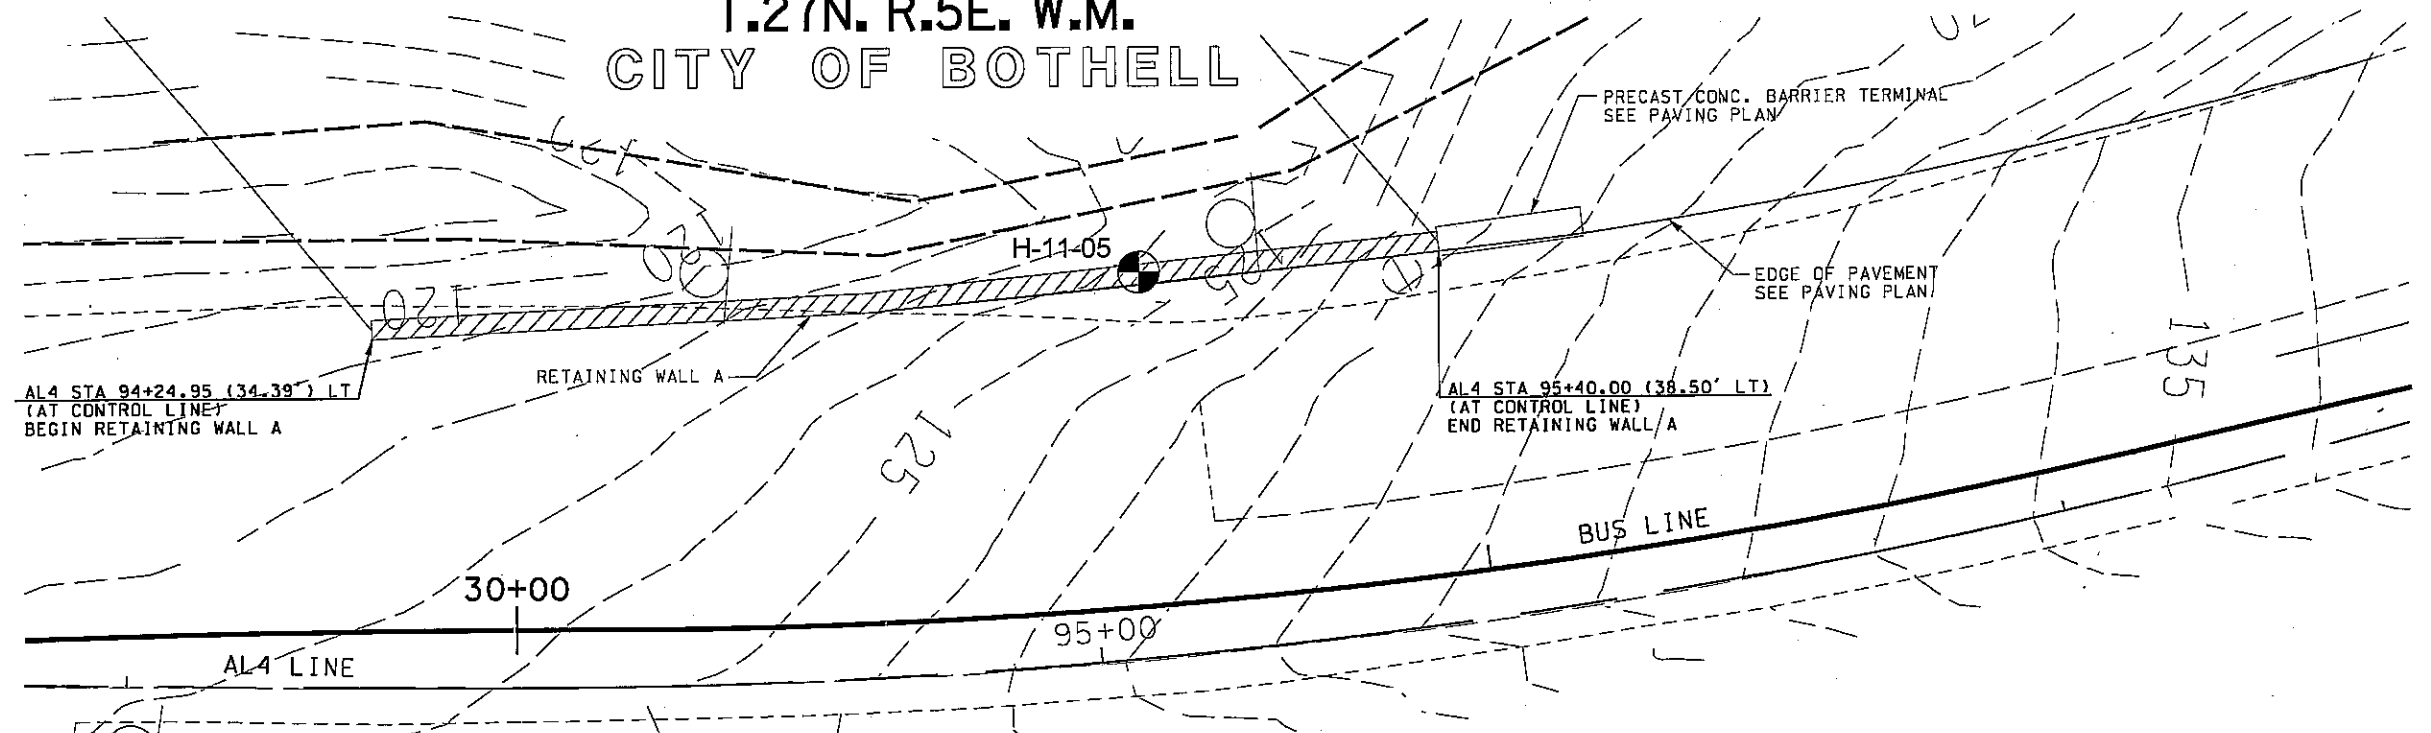 T.27N. R.5E. W.M.
CITY OF BOTHELL
PRECAST CONC. BARRIER TERMINAL
SEE PAVING PLAN
H-11-05
EDGE OF PAVEMENT
SEE PAVING PLAN
120
135
RETAINING WALL A
AL4 STA 94+24.95 (34.39') LT
(AT CONTROL LINE)
BEGIN RETAINING WALL A
AL4 STA 95+40.00 (38.50' LT)
(AT CONTROL LINE)
END RETAINING WALL A
125
BUS LINE
30+00
95+00
AL4 LINE